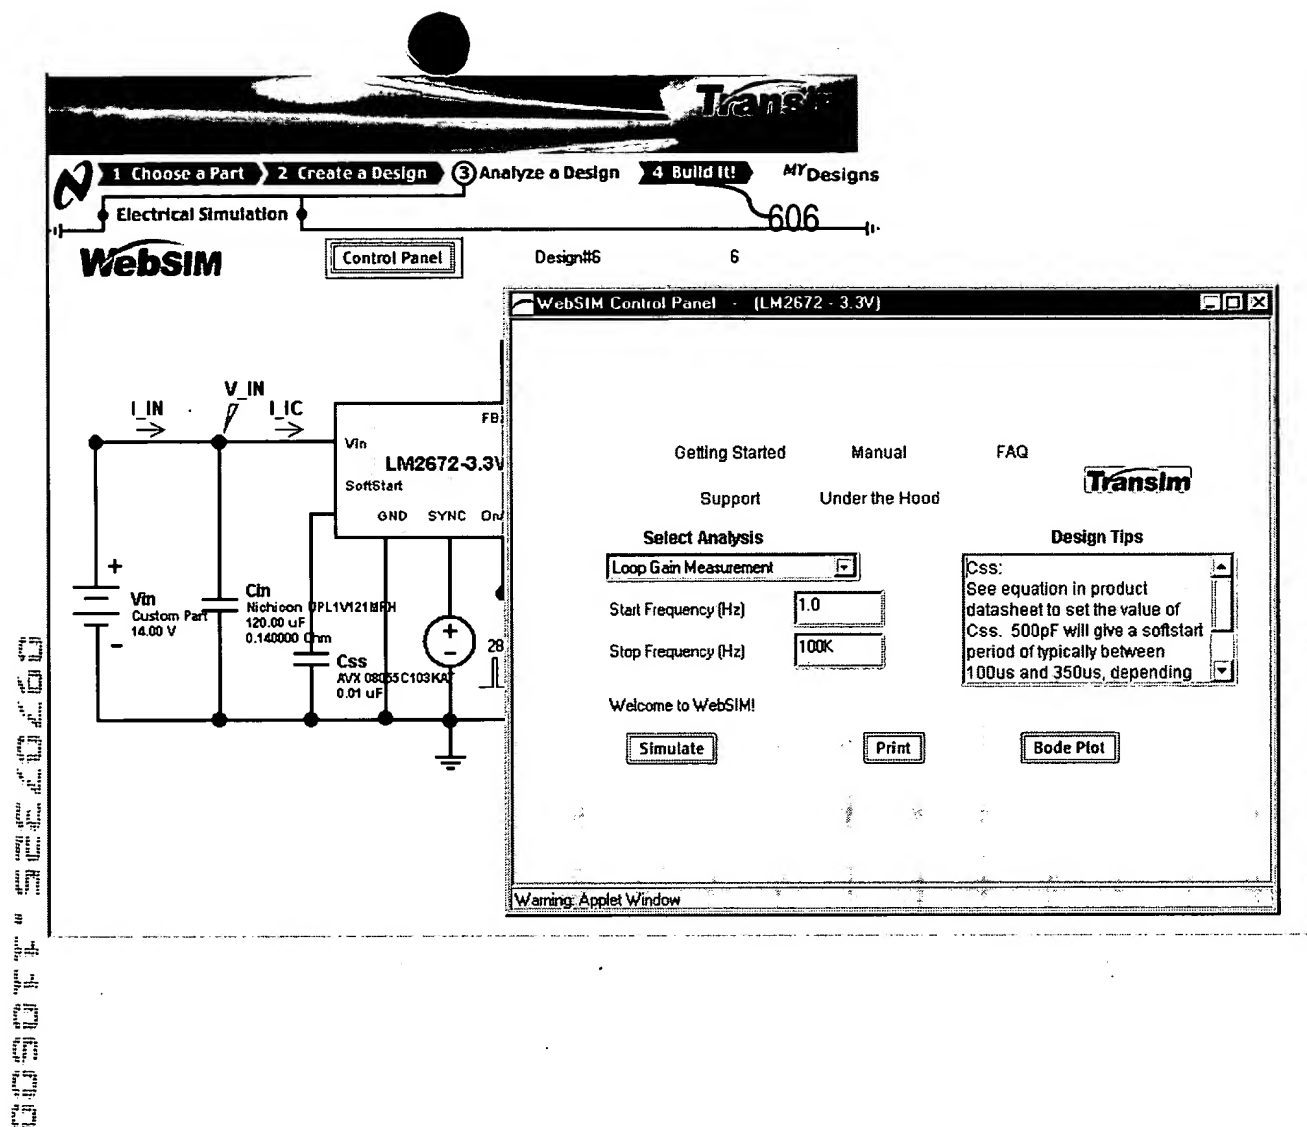 Transim
1 Choose a Part 2 Create a Design 3 Analyze a Design 4 Build It! MY Designs
Electrical Simulation
606
WebSIM Control Panel Design#6 6
WebSIM Control Panel - (LM2672 - 3.3V)
V_IN
I_IN I_IC
FB
Vin
LM2672-3.3V
SoftStart
GND SYNC On/
+
Vin
Custom Part
14.00 V
-
Cin
Nichicon UPL1V121MPH
120.00 uF
0.140000 Ohm
Css
AVX 08055C103KAT
0.01 uF
+
-
28
Getting Started Manual FAQ
Transim
Support Under the Hood
Select Analysis
Loop Gain Measurement
Start Frequency (Hz) 1.0
Stop Frequency (Hz) 100K
Design Tips
Css:
See equation in product
datasheet to set the value of
Css. 500pF will give a softstart
period of typically between
100us and 350us, depending
Welcome to WebSIM!
Simulate Print Bode Plot
Warning: Applet Window